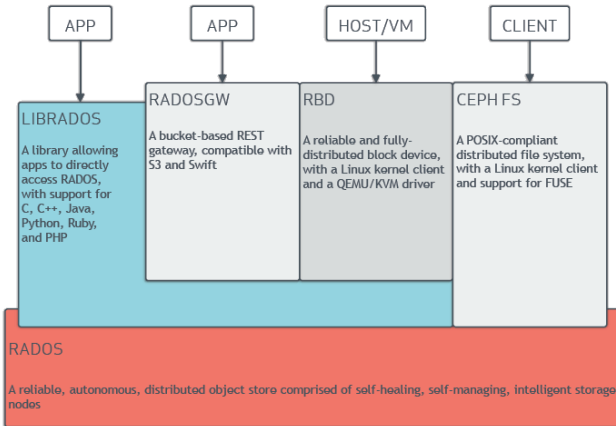 APP
APP
HOST/VM
CLIENT
LIBRADOS
A library allowing
apps to directly
access RADOS,
with support for
C, C++, Java,
Python, Ruby,
and PHP
RADOSGW
A bucket-based REST
gateway, compatible with
S3 and Swift
RBD
A reliable and fully-
distributed block device,
with a Linux kernel client
and a QEMU/KVM driver
CEPH FS
A POSIX-compliant
distributed file system,
with a Linux kernel client
and support for FUSE
RADOS
A reliable, autonomous, distributed object store comprised of self-healing, self-managing, intelligent storage
nodes